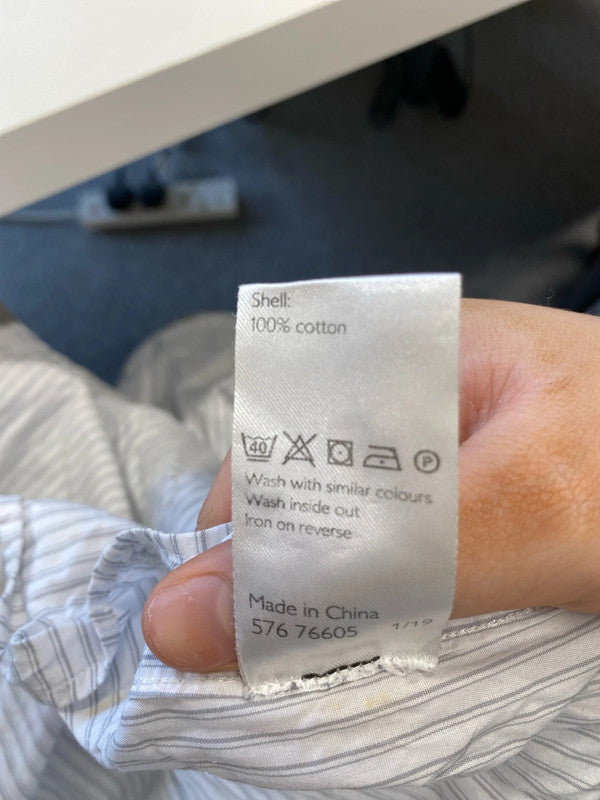 Shell:
100% cotton
40 P
Wash with similar colours
Wash inside out
Iron on reverse
Made in China
576 76605 1/19